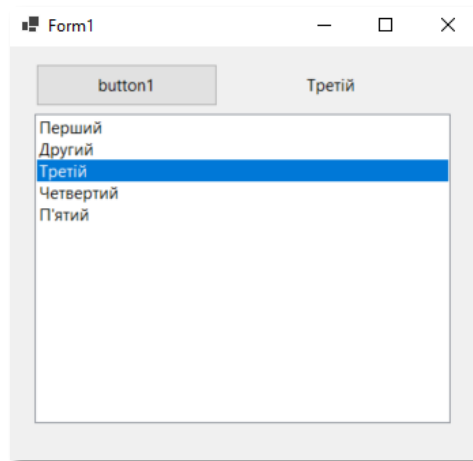 Form1
button1
Третій
Перший
Другий
Третій
Четвертий
П'ятий